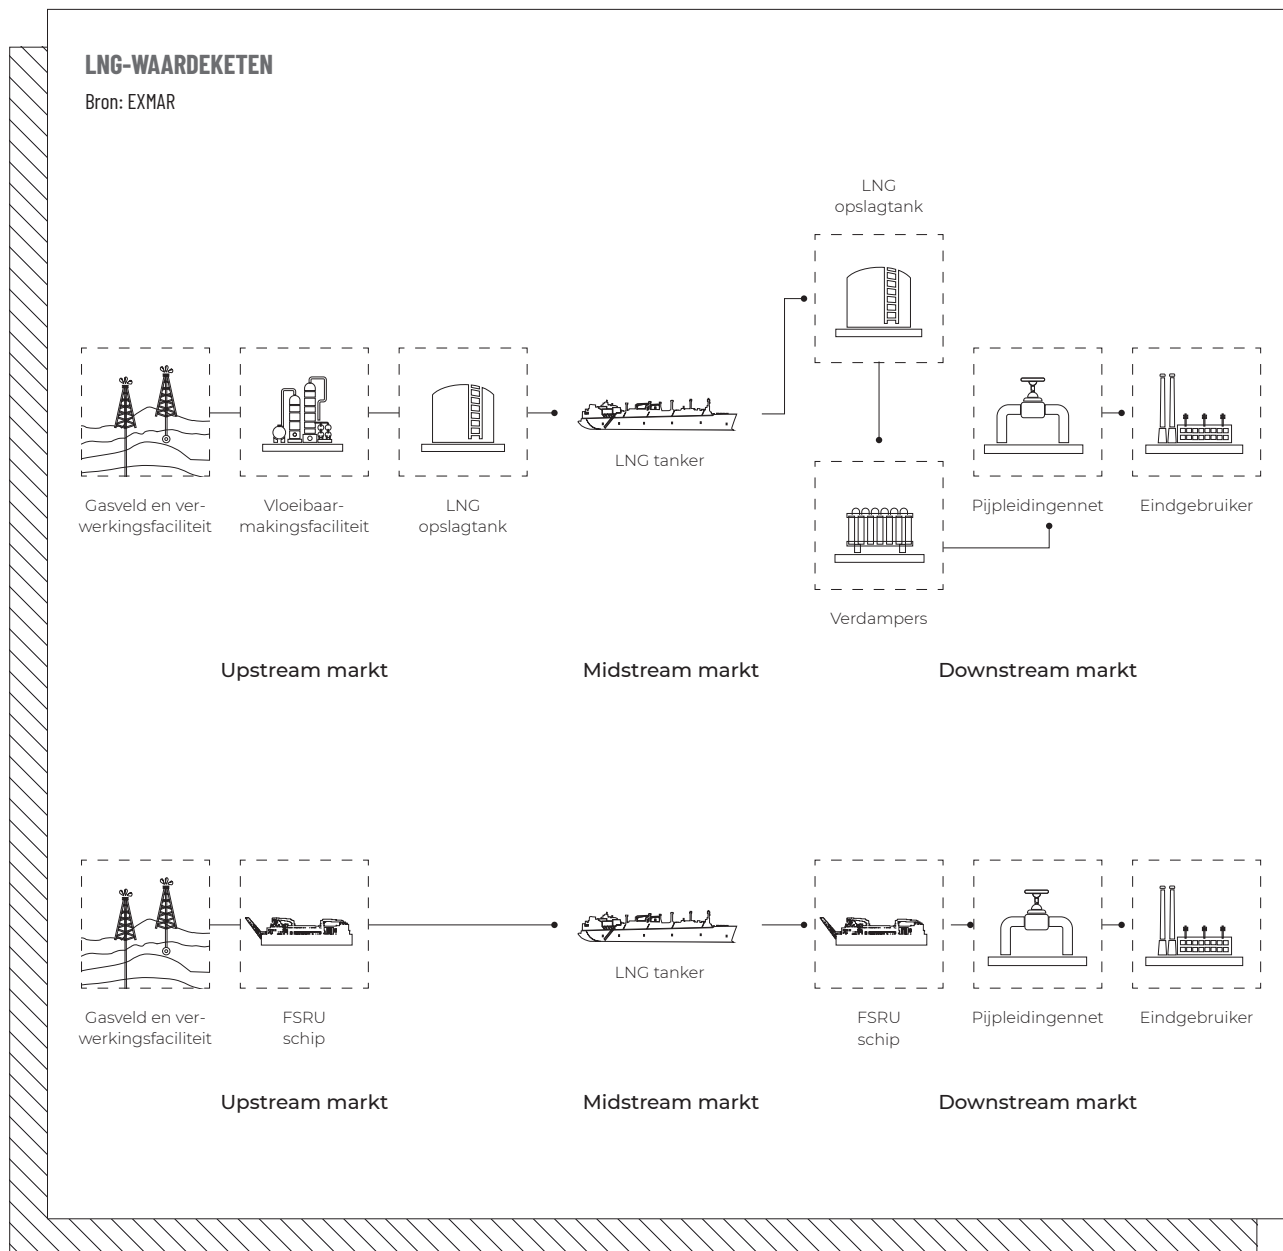 LNG-WAARDEKETEN
Bron: EXMAR
LNG
opslagtank
LNG tanker
Gasveld en ver-
werkingsfaciliteit
Vloeibaar-
makingsfaciliteit
LNG
opslagtank
Pijpleidingennet
Eindgebruiker
Verdampers
Upstream markt
Midstream markt
Downstream markt
LNG tanker
Gasveld en ver-
werkingsfaciliteit
FSRU
schip
FSRU
schip
Pijpleidingennet
Eindgebruiker
Upstream markt
Midstream markt
Downstream markt